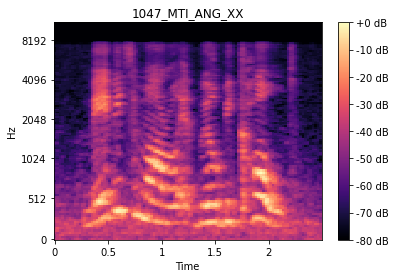 1047_MTI_ANG_XX
+0 dB
8192
-10 dB
4096
-20 dB
-30 dB
2048
Hz
-40 dB
1024
-50 dB
512
-60 dB
-70 dB
0
-80 dB
0 0.5 1 1.5 2
Time